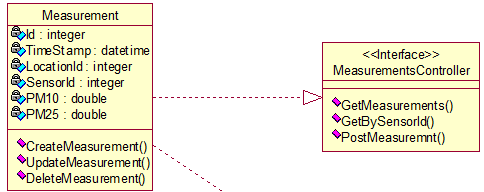 Measurement
Id : integer
TimeStamp : datetime
LocationId : integer
SensorId : integer
PM10 : double
PM25 : double
CreateMeasurement()
UpdateMeasurement()
DeleteMeasurement()
<<Interface>>
MeasurementsController
GetMeasurements()
GetBySensorId()
PostMeasuremnt()